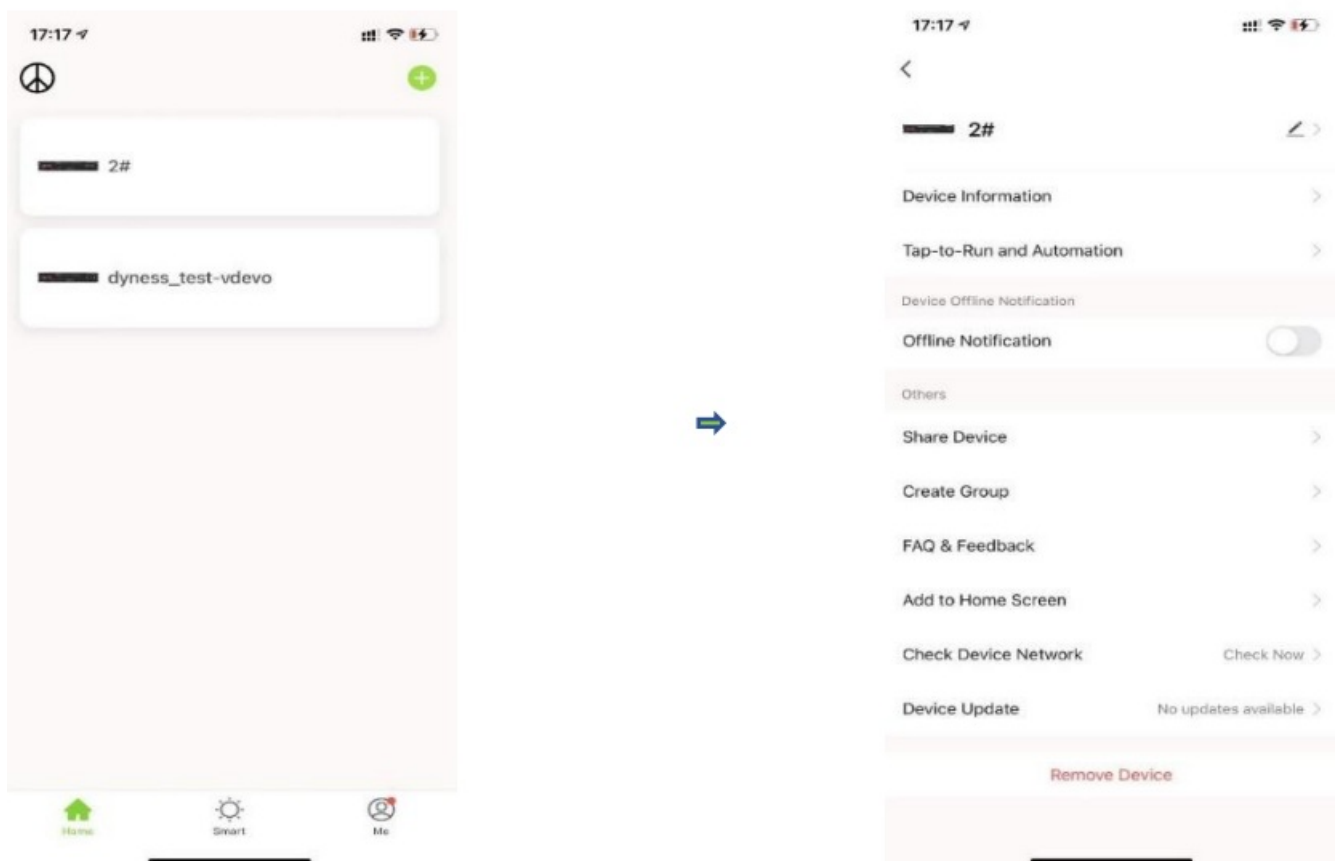 17:17
2#
dyness_test-vdevo
Home
Smart
Me
17:17
2#
Device Information
Tap-to-Run and Automation
Device Offline Notification
Offline Notification
Others
Share Device
Create Group
FAQ & Feedback
Add to Home Screen
Check Device Network Check Now
Device Update No updates available
Remove Device